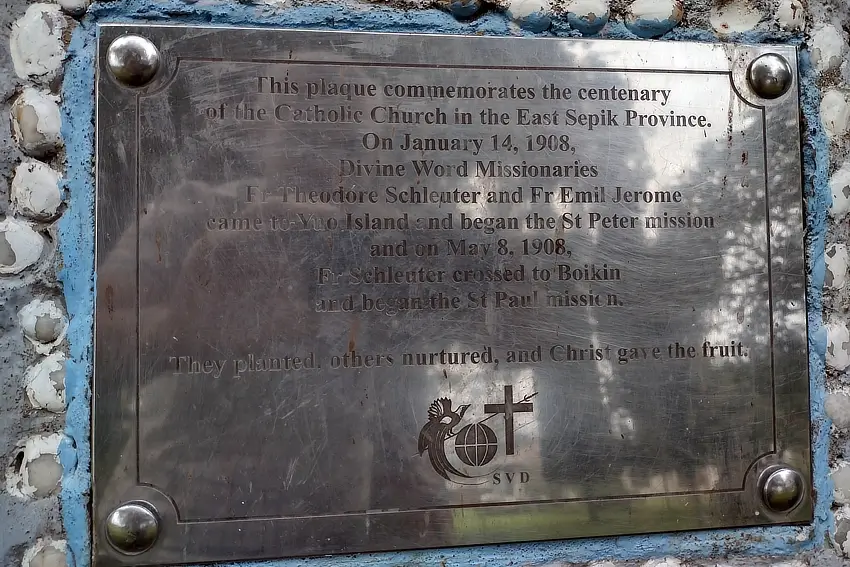 This plaque commemorates the centenary
of the Catholic Church in the East Sepik Province.
On January 14, 1908,
Divine Word Missionaries
Fr Theodore Schleuter and Fr Emil Jerome
came to Yuo Island and began the St Peter mission
and on May 8, 1908,
Fr Schleuter crossed to Boikin
and began the St Paul mission.
They planted, others nurtured, and Christ gave the fruit.
SVD